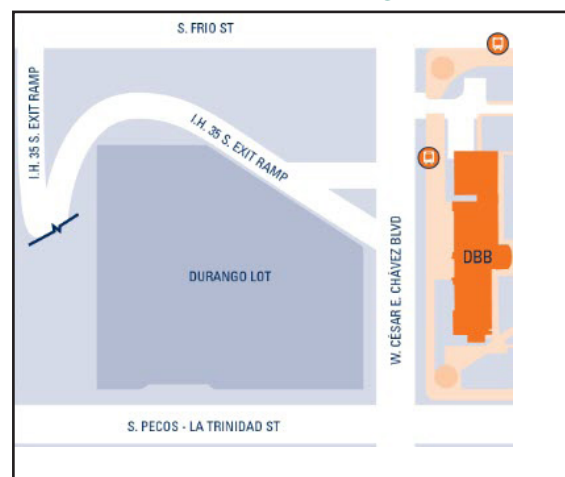 S. FRIO ST
I.H. 35 S. EXIT RAMP
I.H. 35 S. EXIT RAMP
DURANGO LOT
W. CÉSAR E. CHÁVEZ BLVD
DBB
S. PECOS - LA TRINIDAD ST